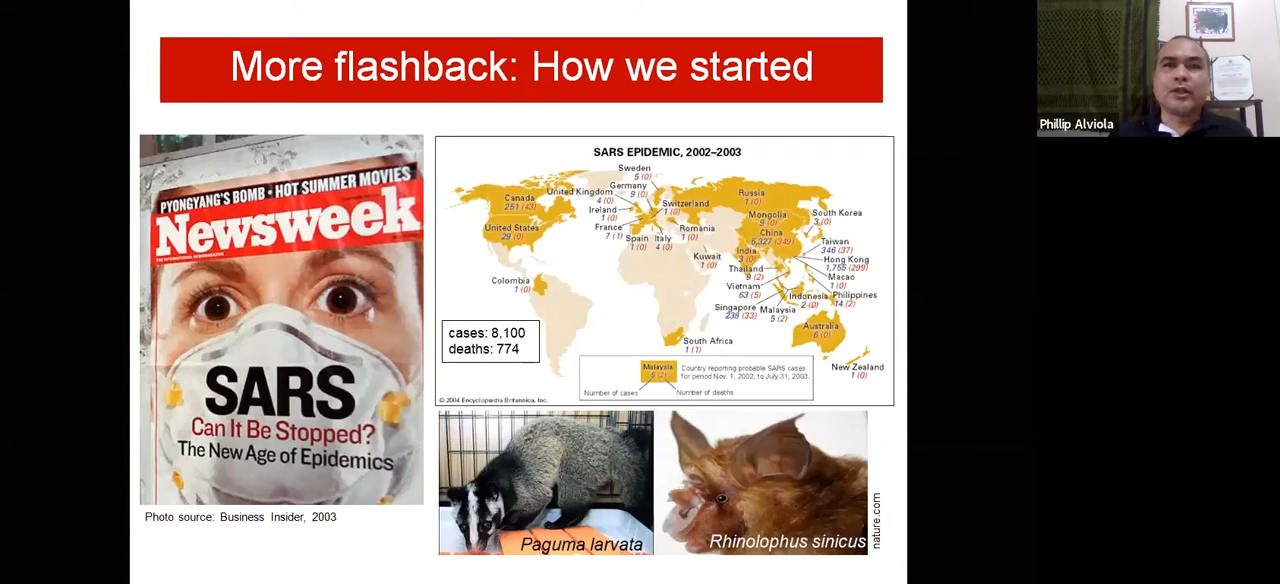 More flashback: How we started
Phillip Alviola
PYONGYANG'S BOMB • HOT SUMMER MOVIES
Newsweek
THE INTERNATIONAL NEWSMAGAZINE
SARS
Can It Be Stopped?
The New Age of Epidemics
Photo source: Business Insider, 2003
SARS EPIDEMIC, 2002–2003
Sweden
5 (0)
Germany
9 (0)
United Kingdom
4 (0)
Canada
251 (43)
Ireland
1 (0)
Switzerland
1 (0)
Russia
1 (0)
Mongolia
9 (0)
South Korea
3 (0)
United States
29 (0)
France
7 (1)
Spain
1 (0)
Italy
4 (0)
Romania
1 (0)
China
5,327 (349)
Taiwan
346 (37)
Kuwait
1 (0)
India
3 (0)
Hong Kong
1,755 (299)
Thailand
9 (2)
Macao
1 (0)
Colombia
1 (0)
Vietnam
63 (5)
Indonesia
2 (0)
Philippines
14 (2)
Singapore
238 (33)
Malaysia
5 (2)
Australia
6 (0)
South Africa
1 (1)
New Zealand
1 (0)
cases: 8,100
deaths: 774
Malaysia
5 (2)
Country reporting probable SARS cases
for period Nov. 1, 2002, to July 31, 2003.
Number of cases
Number of deaths
© 2004 Encyclopædia Britannica, Inc.
Paguma larvata
Rhinolophus sinicus
nature.com